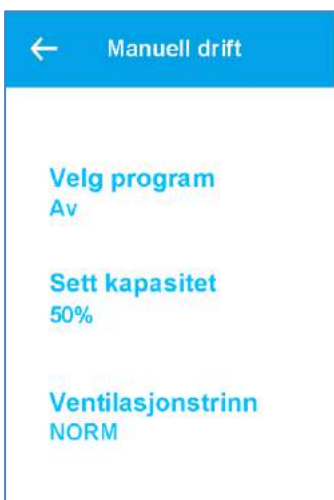 Manuell drift
Velg program
Av
Sett kapasitet
50%
Ventilasjonstrinn
NORM